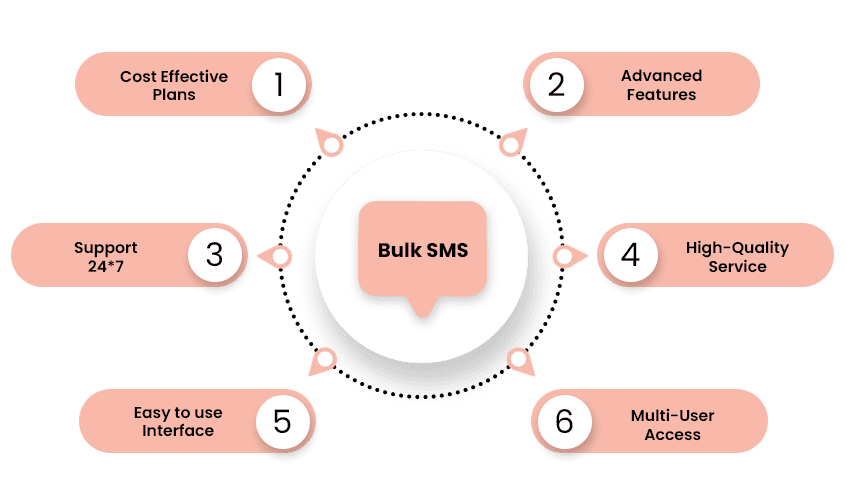 Cost Effective
Plans
1
2
Advanced
Features
Support
24*7
3
Bulk SMS
4
High-Quality
Service
Easy to use
Interface
5
6
Multi-User
Access